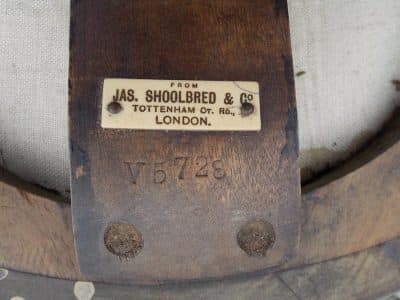 FROM
JAS. SHOOLBRED & Co
TOTTENHAM CT. RD.,
LONDON.
V5728